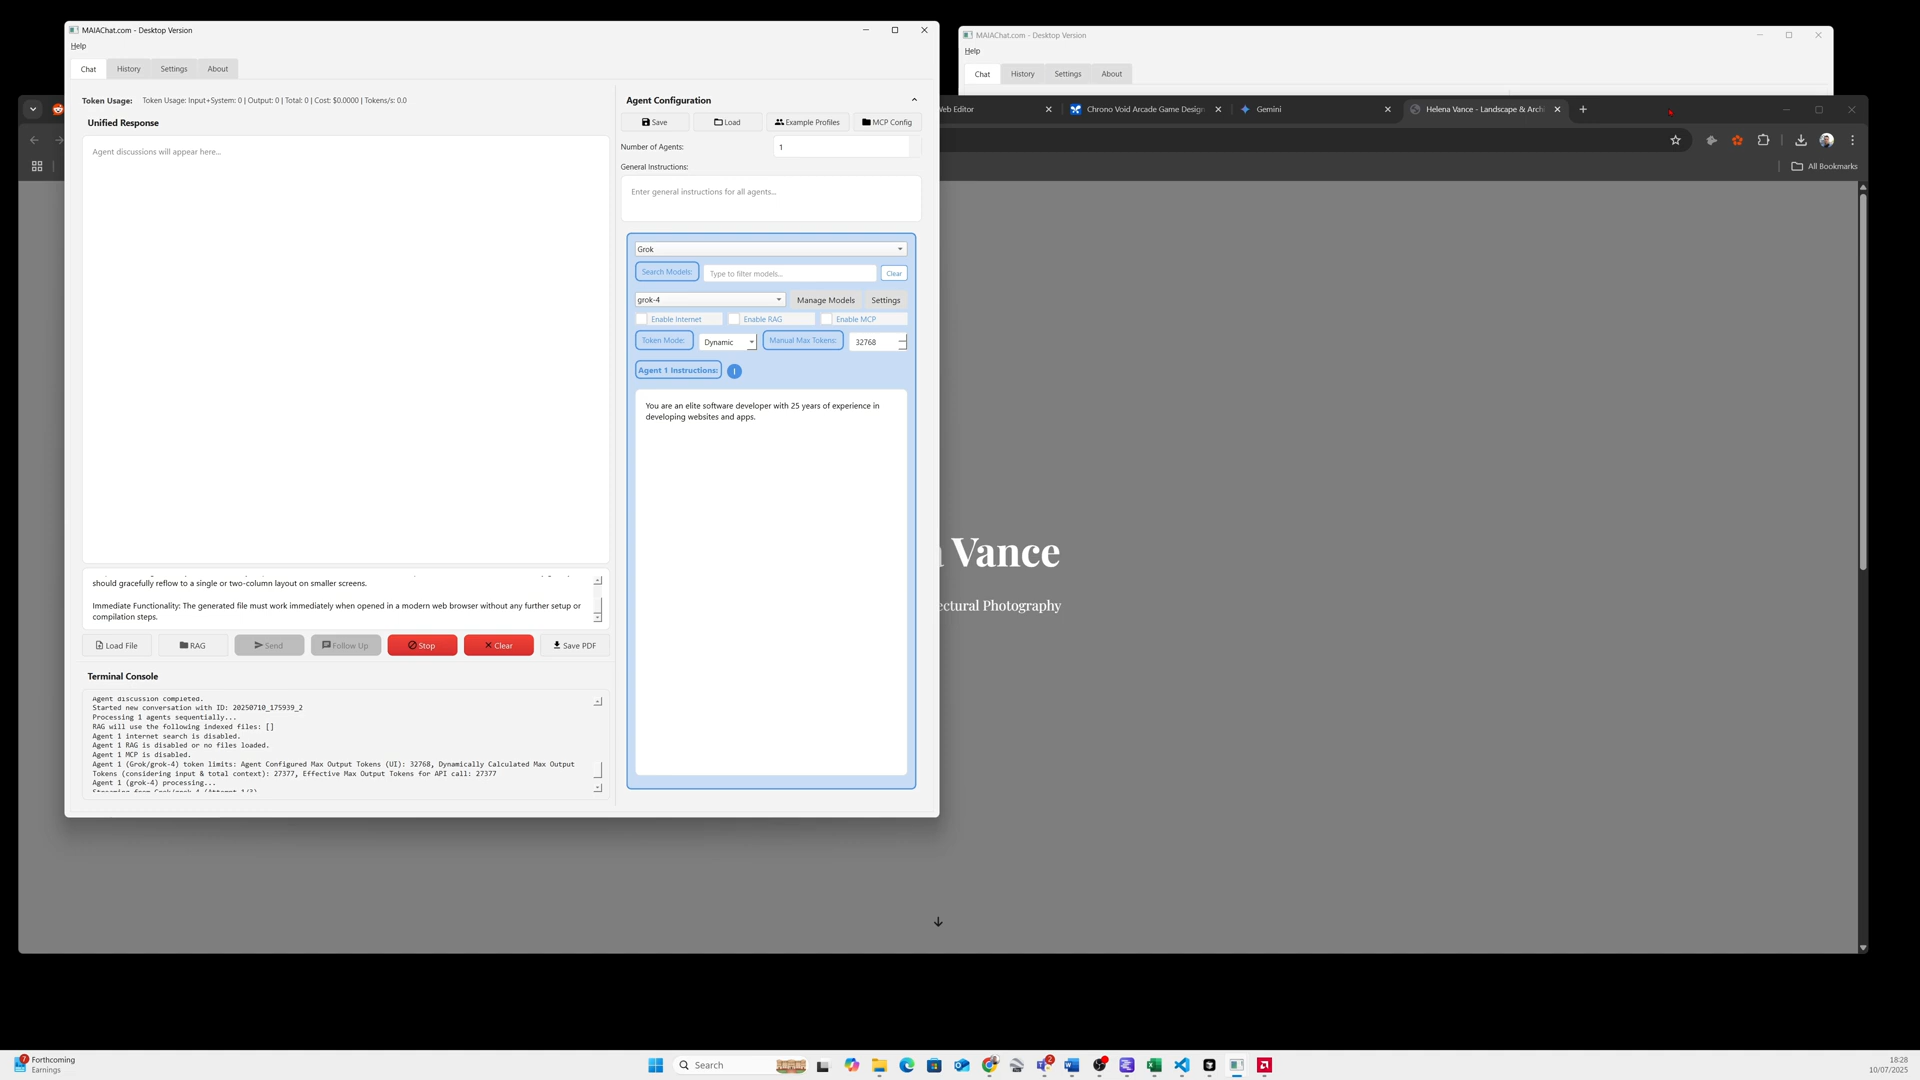 MAIAChat.com - Desktop Version
Help
Chat
History
Settings
About
Token Usage:
Token Usage: Input+System: 0 | Output: 0 | Total: 0 | Cost: $0.0000 | Tokens/s: 0.0
Unified Response
Agent discussions will appear here...
should gracefully reflow to a single or two-column layout on smaller screens.
Immediate Functionality: The generated file must work immediately when opened in a modern web browser without any further setup or
compilation steps.
Load File
RAG
Send
Follow Up
Stop
Clear
Save PDF
Terminal Console
Agent discussion completed.
Started new conversation with ID: 20250710_175939_2
Processing 1 agents sequentially...
RAG will use the following indexed files: []
Agent 1 internet search is disabled.
Agent 1 RAG is disabled or no files loaded.
Agent 1 MCP is disabled.
Agent 1 (Grok/grok-4) token limits: Agent Configured Max Output Tokens (UI): 32768, Dynamically Calculated Max Output
Tokens (considering input & total context): 27377, Effective Max Output Tokens for API call: 27377
Agent 1 (grok-4) processing...
Streaming from Grok/grok-4 (Attempt 1/3)
Agent Configuration
Save
Load
Example Profiles
MCP Config
Number of Agents:
1
General Instructions:
Enter general instructions for all agents...
Grok
Search Models:
Type to filter models...
Clear
grok-4
Manage Models
Settings
Enable Internet
Enable RAG
Enable MCP
Token Mode:
Dynamic
Manual Max Tokens:
32768
Agent 1 Instructions:
You are an elite software developer with 25 years of experience in
developing websites and apps.
MAIAChat.com - Desktop Version
Help
Chat
History
Settings
About
Web Editor
Chrono Void Arcade Game Design
Gemini
Helena Vance - Landscape & Archi
All Bookmarks
Vance
ectural Photography
7
Forthcoming
Earnings
Search
2
18:28
10/07/2025